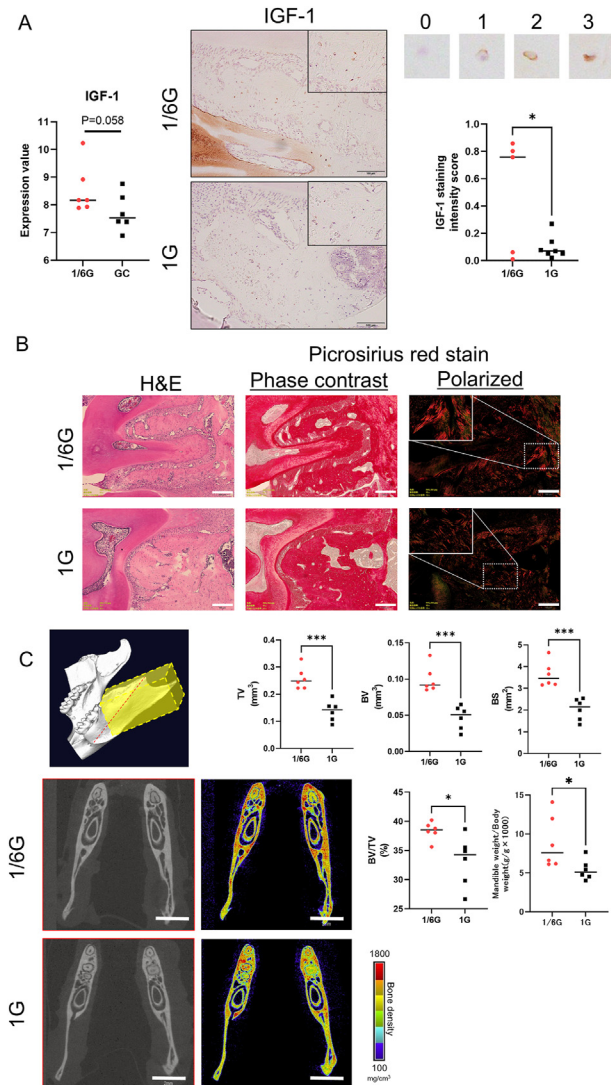 A
IGF-1
0 1 2 3
IGF-1
P=0.058
Expression value
11
10
9
8
7
6
1/6G GC
1/6G
1G
*
IGF-1 staining
intensity score
1.0
0.8
0.6
0.4
0.2
0.0
1/6G 1G
B
Picrosirius red stain
H&E Phase contrast Polarized
1/6G
1G
C
***
TV
(mm³)
0.4
0.3
0.2
0.1
0.0
1/6G 1G
***
BV
(mm³)
0.15
0.10
0.05
0.00
1/6G 1G
***
BS
(mm²)
6
4
2
0
1/6G 1G
1/6G
*
BV/TV
(%)
45
40
35
30
25
1/6G 1G
*
Mandible weight/Body
weight(g/g×1000)
15
10
5
0
1/6G 1G
1G
2mm
1800
Bone density
100
mg/cm³